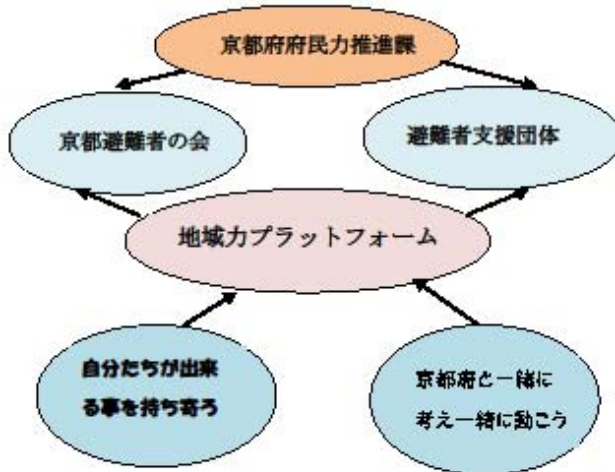 京都府府民力推進課
京都避難者の会
避難者支援団体
地域力プラットフォーム
自分たちが出来
る事を持ち寄ろ
京都府と一緒に
考え一緒に動こう